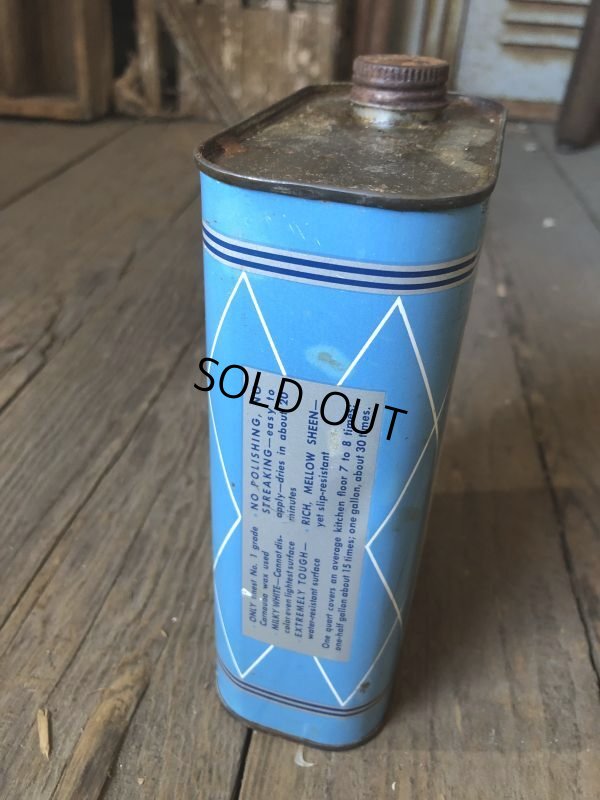 SOLD OUT
ONLY finest No. 1 grade
Carnauba wax used
MILKY WHITE—Cannot dis-
color even lightest surface
EXTREMELY TOUGH—
water-resistant surface
NO POLISHING, NO
STREAKING—easy to
apply—dries in about 20
minutes
RICH, MELLOW SHEEN—
yet slip-resistant
One quart covers an average kitchen floor 7 to 8 times;
one-half gallon about 15 times; one gallon, about 30 times.